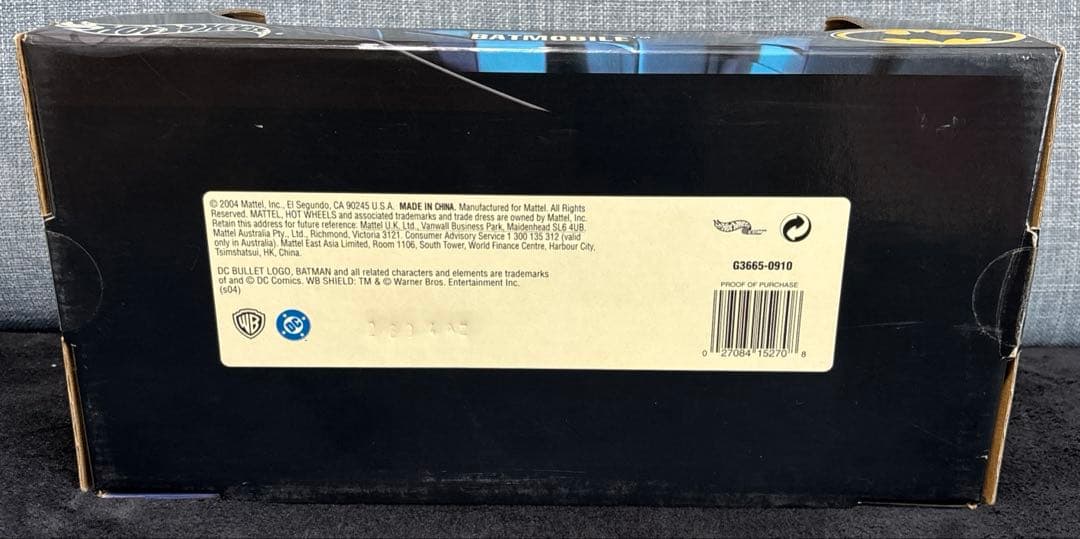 BATMOBILE
© 2004 Mattel, Inc., El Segundo, CA 90245 U.S.A. MADE IN CHINA. Manufactured for Mattel. All Rights
Reserved. MATTEL, HOT WHEELS and associated trademarks and trade dress are owned by Mattel, Inc.
Retain this address for future reference: Mattel U.K. Ltd., Vanwall Business Park, Maidenhead SL6 4UB.
Mattel Australia Pty., Ltd., Richmond, Victoria 3121. Consumer Advisory Service 1 300 135 312 (valid
only in Australia). Mattel East Asia Limited, Room 1106, South Tower, World Finance Centre, Harbour City,
Tsimshatsui, HK, China.
DC BULLET LOGO, BATMAN and all related characters and elements are trademarks
of and © DC Comics. WB SHIELD: TM & © Warner Bros. Entertainment Inc.
(s04)
WB
DC
G3665-0910
PROOF OF PURCHASE
0 27084 15270 8